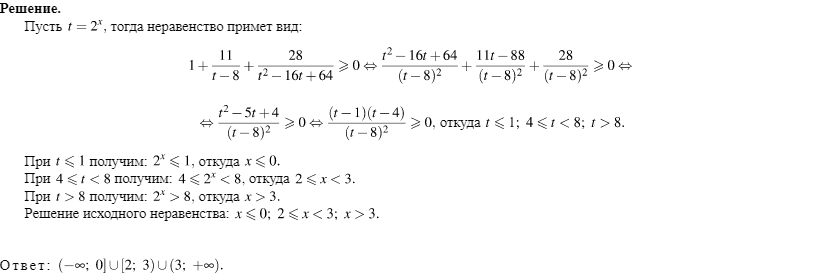 Решение.
Пусть t = 2^x, тогда неравенство примет вид:
1 + 11/(t − 8) + 28/(t² − 16t + 64) ⩾ 0 ⇔ (t² − 16t + 64)/(t − 8)² + (11t − 88)/(t − 8)² + 28/(t − 8)² ⩾ 0 ⇔
⇔ (t² − 5t + 4)/(t − 8)² ⩾ 0 ⇔ (t − 1)(t − 4)/(t − 8)² ⩾ 0, откуда t ⩽ 1; 4 ⩽ t < 8; t > 8.
При t ⩽ 1 получим: 2^x ⩽ 1, откуда x ⩽ 0.
При 4 ⩽ t < 8 получим: 4 ⩽ 2^x < 8, откуда 2 ⩽ x < 3.
При t > 8 получим: 2^x > 8, откуда x > 3.
Решение исходного неравенства: x ⩽ 0; 2 ⩽ x < 3; x > 3.
Ответ: (−∞; 0] ∪ [2; 3) ∪ (3; +∞).